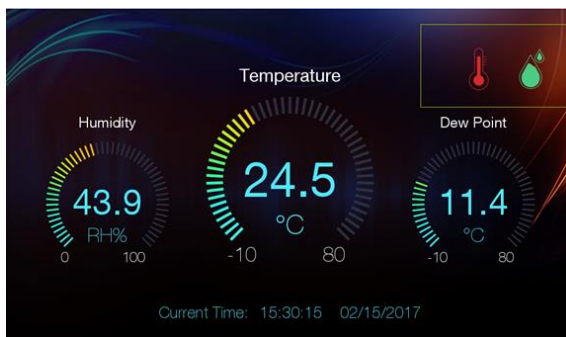 Temperature
Humidity
Dew Point
24.5
°C
43.9
RH%
11.4
°C
-10 80
0 100
-10 80
Current Time: 15:30:15 02/15/2017